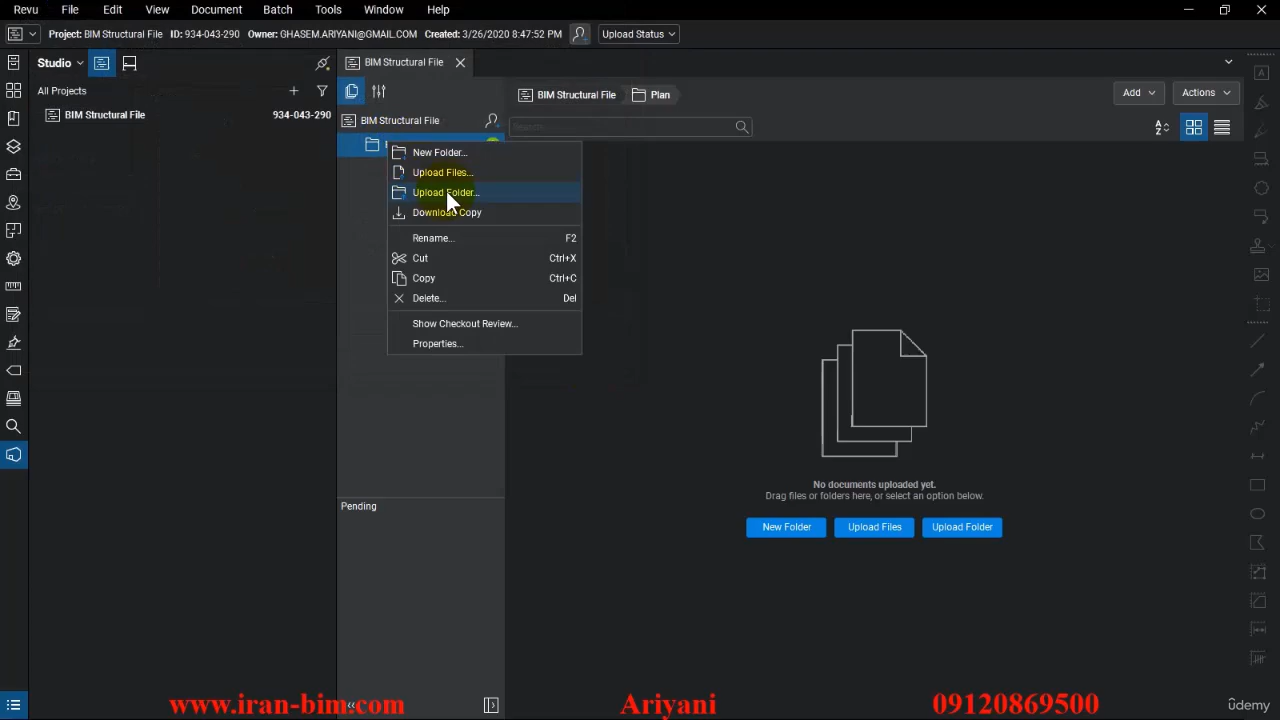 Revu File Edit View Document Batch Tools Window Help
Project: BIM Structural File ID: 934-043-290 Owner: GHASEM.ARIYANI@GMAIL.COM Created: 3/26/2020 8:47:52 PM Upload Status
Studio
BIM Structural File
All Projects
BIM Structural File 934-043-290
BIM Structural File
BIM Structural File Plan
Add
Actions
Search
New Folder...
Upload Files...
Upload Folder...
Download Copy
Rename... F2
Cut Ctrl+X
Copy Ctrl+C
Delete... Del
Show Checkout Review...
Properties...
No documents uploaded yet.
Drag files or folders here, or select an option below.
New Folder Upload Files Upload Folder
Pending
www.iran-bim.com Ariyani 09120869500
ûdemy